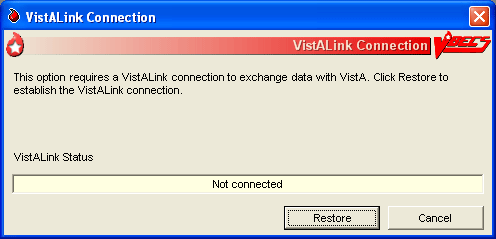 VistALink Connection
VistALink Connection VBECS
This option requires a VistALink connection to exchange data with VistA. Click Restore to
establish the VistALink connection.
VistALink Status
Not connected
Restore Cancel